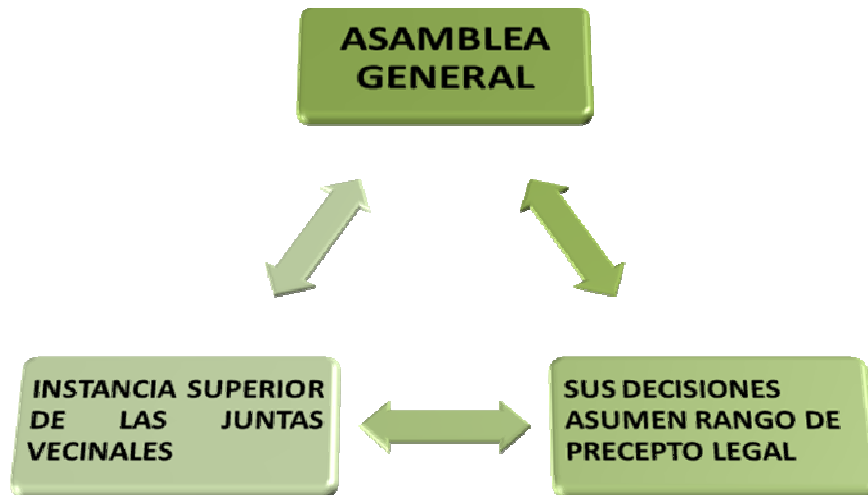 ASAMBLEA
GENERAL
INSTANCIA SUPERIOR
DE LAS JUNTAS
VECINALES
SUS DECISIONES
ASUMEN RANGO DE
PRECEPTO LEGAL